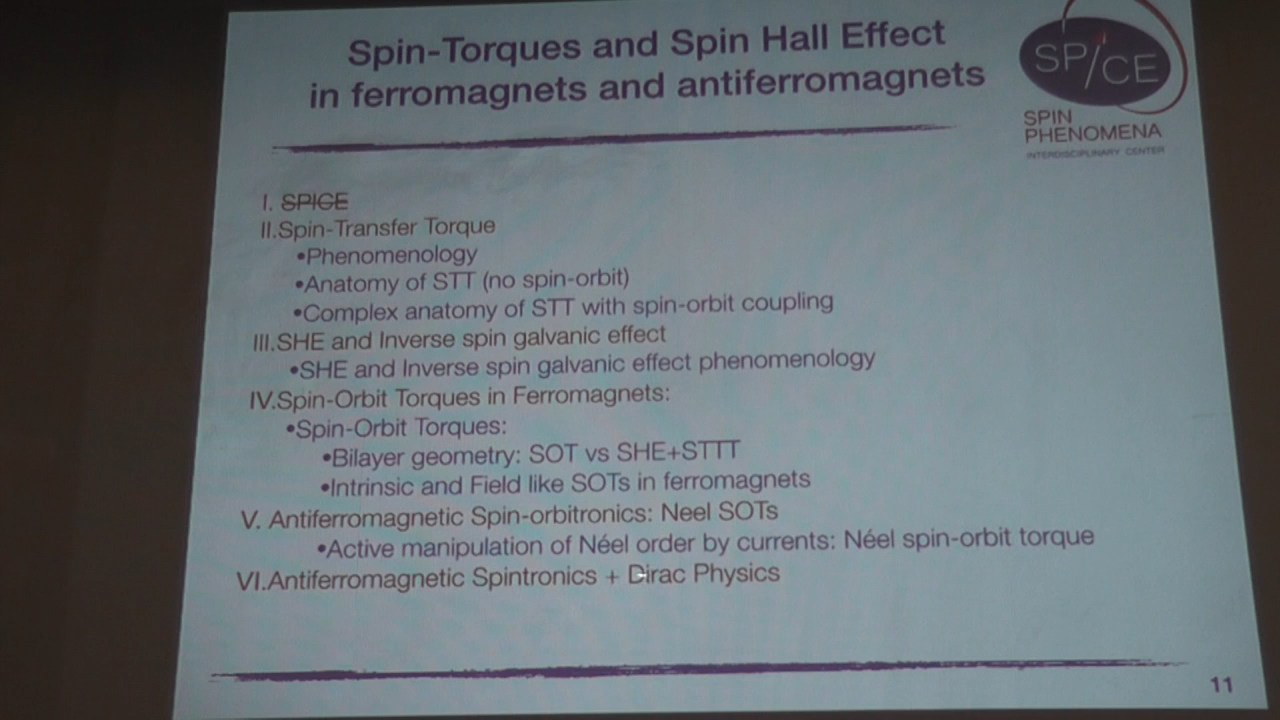 Spin-Torques and Spin Hall Effect
in ferromagnets and antiferromagnets
SP/CE
SPIN
PHENOMENA
INTERDISCIPLINARY CENTER
I. SPICE
II.Spin-Transfer Torque
•Phenomenology
•Anatomy of STT (no spin-orbit)
•Complex anatomy of STT with spin-orbit coupling
III.SHE and Inverse spin galvanic effect
•SHE and Inverse spin galvanic effect phenomenology
IV.Spin-Orbit Torques in Ferromagnets:
•Spin-Orbit Torques:
•Bilayer geometry: SOT vs SHE+STTT
•Intrinsic and Field like SOTs in ferromagnets
V. Antiferromagnetic Spin-orbitronics: Neel SOTs
•Active manipulation of Néel order by currents: Néel spin-orbit torque
VI.Antiferromagnetic Spintronics + Dirac Physics
11